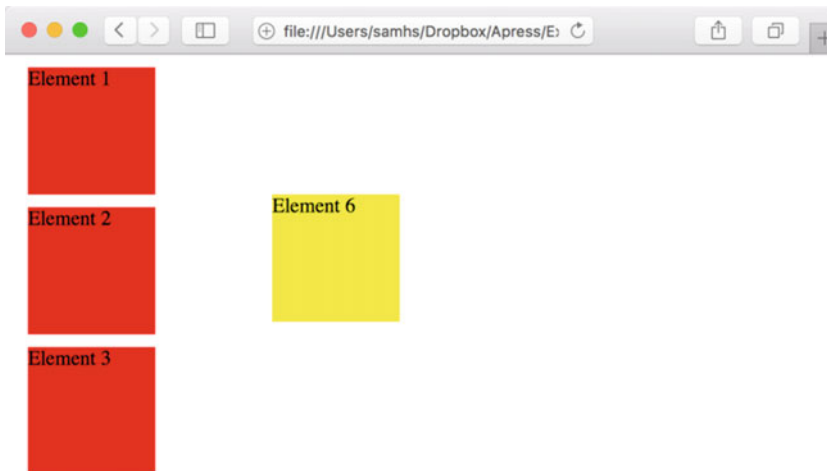 file:///Users/samhs/Dropbox/Apress/E
Element 1
Element 6
Element 2
Element 3